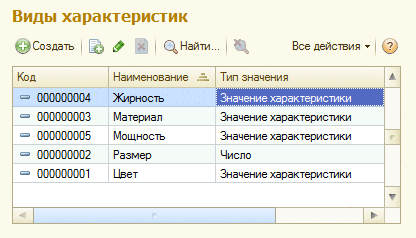 Виды характеристик
Создать Найти... Все действия ?
Код Наименование Тип значения
000000004 Жирность Значение характеристики
000000003 Материал Значение характеристики
000000005 Мощность Значение характеристики
000000002 Размер Число
000000001 Цвет Значение характеристики